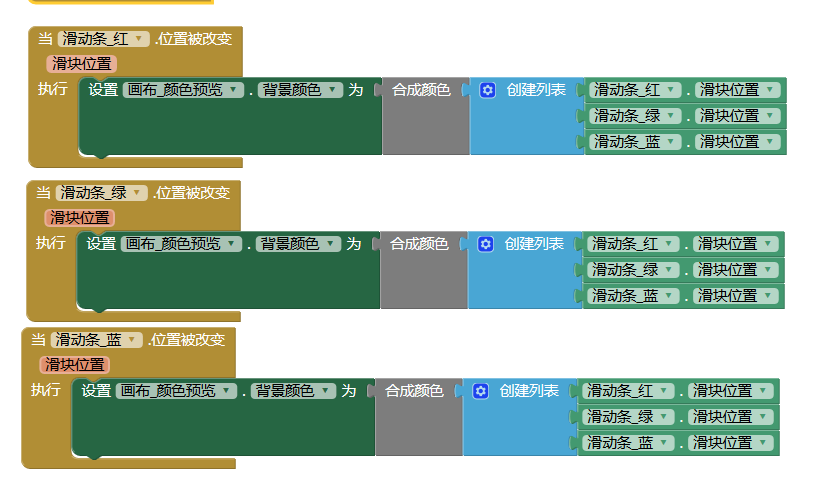 当 滑动条_红 .位置被改变
滑块位置
执行 设置 画布_颜色预览 . 背景颜色 为 合成颜色 创建列表 滑动条_红 . 滑块位置
滑动条_绿 . 滑块位置
滑动条_蓝 . 滑块位置
当 滑动条_绿 .位置被改变
滑块位置
执行 设置 画布_颜色预览 . 背景颜色 为 合成颜色 创建列表 滑动条_红 . 滑块位置
滑动条_绿 . 滑块位置
滑动条_蓝 . 滑块位置
当 滑动条_蓝 .位置被改变
滑块位置
执行 设置 画布_颜色预览 . 背景颜色 为 合成颜色 创建列表 滑动条_红 . 滑块位置
滑动条_绿 . 滑块位置
滑动条_蓝 . 滑块位置